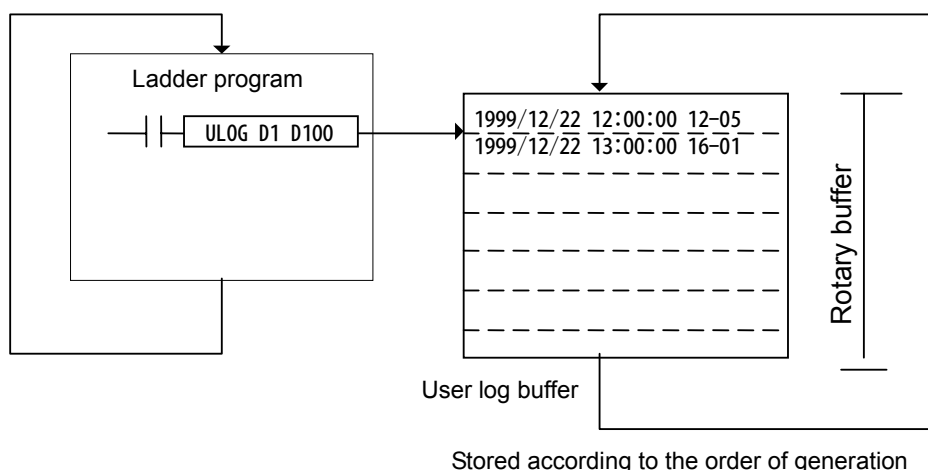 Ladder program
ULOG D1 D100
1999/12/22 12:00:00 12-05
1999/12/22 13:00:00 16-01
Rotary buffer
User log buffer
Stored according to the order of generation